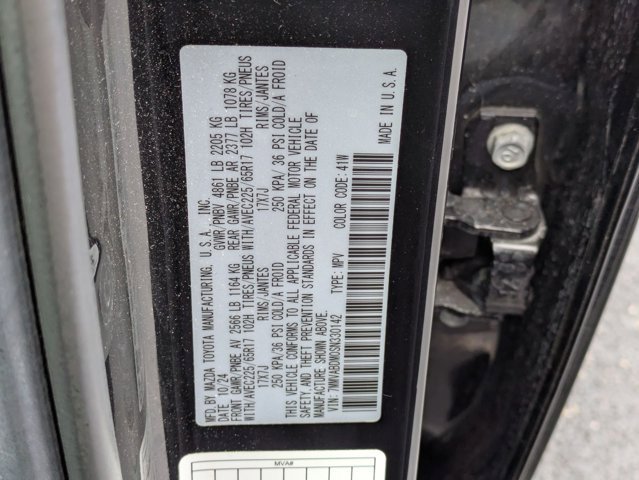 MFD BY MAZDA TOYOTA MANUFACTURING, U.S.A., INC.
DATE: 10/24 GVWR/PNBV 4861 LB 2205 KG
FRONT GAWR/PNBE AV 2566 LB 1164 KG REAR GAWR/PNBE AR 2377 LB 1078 KG
WITH/AVEC225/65R17 102H TIRES/PNEUS WITH/AVEC225/65R17 102H TIRES/PNEUS
17X7J RIMS/JANTES 17X7J RIMS/JANTES
250 KPA/36 PSI COLD/A FROID 250 KPA/ 36 PSI COLD/A FROID
THIS VEHICLE CONFORMS TO ALL APPLICABLE FEDERAL MOTOR VEHICLE
SAFETY AND THEFT PREVENTION STANDARDS IN EFFECT ON THE DATE OF
MANUFACTURE SHOWN ABOVE.
VIN: 7MMVABDM0SN330142 TYPE: MPV COLOR CODE: 41W MADE IN U.S.A.
MVA#